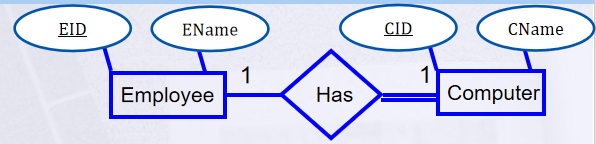 EID
EName
CID
CName
Employee
1
Has
1
Computer